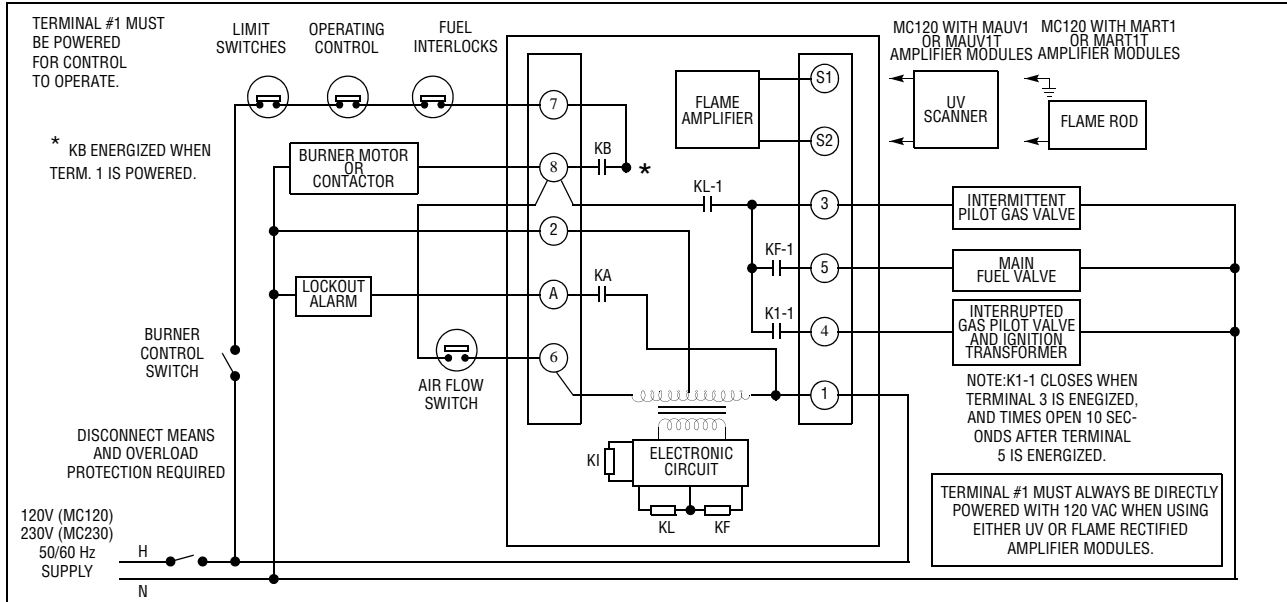 TERMINAL #1 MUST
BE POWERED
FOR CONTROL
TO OPERATE.
LIMIT
SWITCHES
OPERATING
CONTROL
FUEL
INTERLOCKS
MC120 WITH MAUV1
OR MAUV1T
AMPLIFIER MODULES
MC120 WITH MART1
OR MART1T
AMPLIFIER MODULES
7
FLAME
AMPLIFIER
S1
S2
UV
SCANNER
FLAME ROD
* KB ENERGIZED WHEN
TERM. 1 IS POWERED.
BURNER MOTOR
OR
CONTACTOR
8
KB
*
KL-1
3
INTERMITTENT
PILOT GAS VALVE
2
KF-1
5
MAIN
FUEL VALVE
LOCKOUT
ALARM
A
KA
K1-1
4
INTERRUPTED
GAS PILOT VALVE
AND IGNITION
TRANSFORMER
BURNER
CONTROL
SWITCH
AIR FLOW
SWITCH
6
1
NOTE:K1-1 CLOSES WHEN
TERMINAL 3 IS ENEGIZED,
AND TIMES OPEN 10 SEC-
ONDS AFTER TERMINAL
5 IS ENERGIZED.
DISCONNECT MEANS
AND OVERLOAD
PROTECTION REQUIRED
KI
ELECTRONIC
CIRCUIT
KL
KF
TERMINAL #1 MUST ALWAYS BE DIRECTLY
POWERED WITH 120 VAC WHEN USING
EITHER UV OR FLAME RECTIFIED
AMPLIFIER MODULES.
120V (MC120)
230V (MC230)
50/60 Hz
SUPPLY
H
N